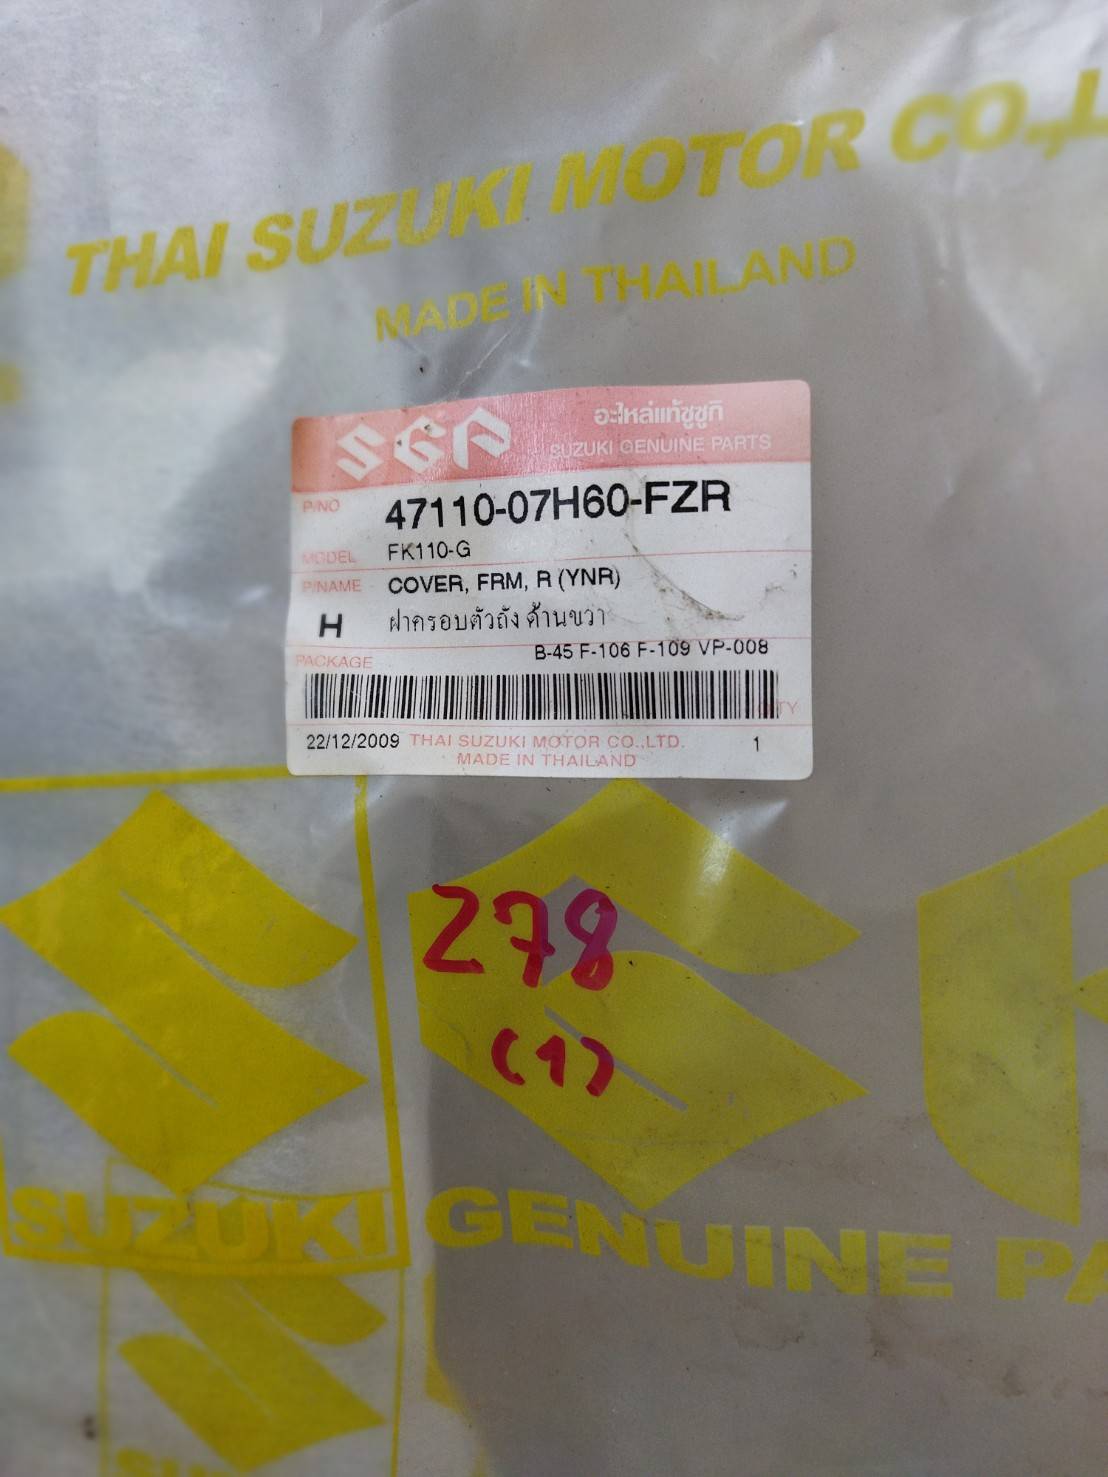 THAI SUZUKI MOTOR CO.,L
MADE IN THAILAND
SGP
อะไหล่แท้ซูซูกิ
SUZUKI GENUINE PARTS
P/NO 47110-07H60-FZR
MODEL FK110-G
P/NAME COVER, FRM, R (YNR)
H ฝาครอบตัวถัง ด้านขวา
PACKAGE B-45 F-106 F-109 VP-008
Q'TY
22/12/2009 THAI SUZUKI MOTOR CO.,LTD. 1
MADE IN THAILAND
Z78
(1)
SUZUKI GENUINE PA